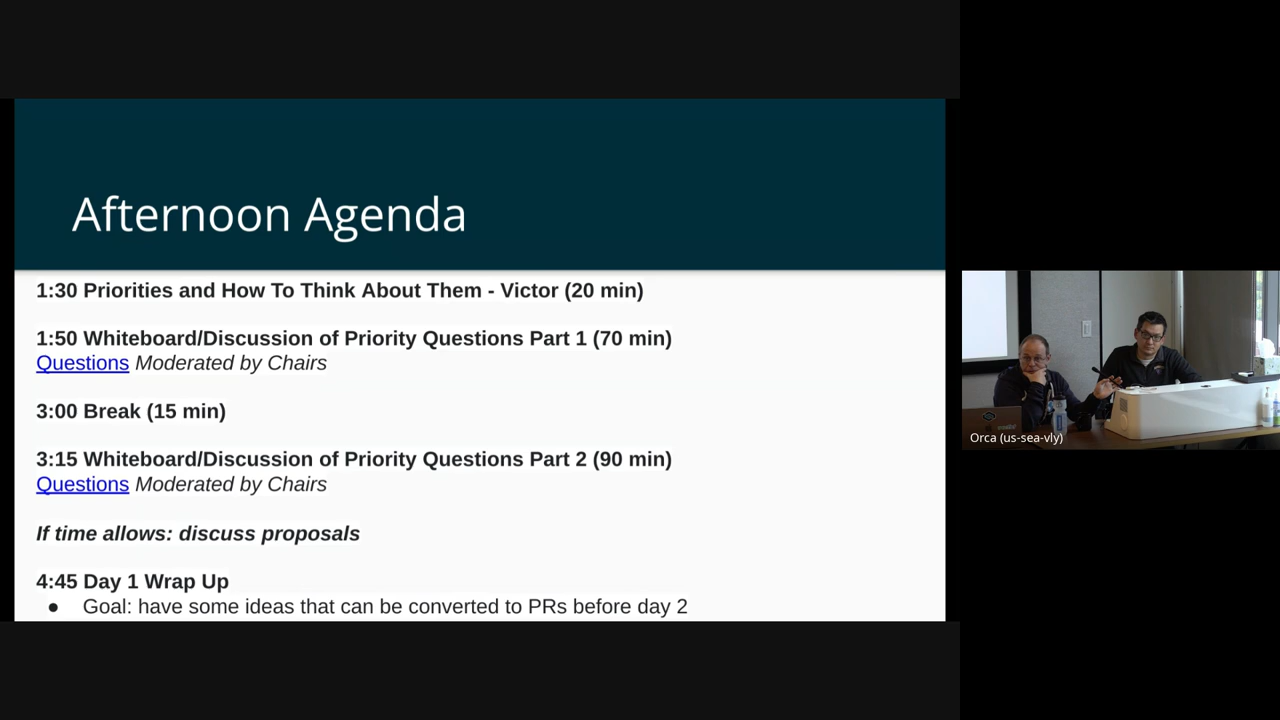 Afternoon Agenda
1:30 Priorities and How To Think About Them - Victor (20 min)
1:50 Whiteboard/Discussion of Priority Questions Part 1 (70 min)
Questions Moderated by Chairs
3:00 Break (15 min)
3:15 Whiteboard/Discussion of Priority Questions Part 2 (90 min)
Questions Moderated by Chairs
If time allows: discuss proposals
4:45 Day 1 Wrap Up
● Goal: have some ideas that can be converted to PRs before day 2
Orca (us-sea-vly)